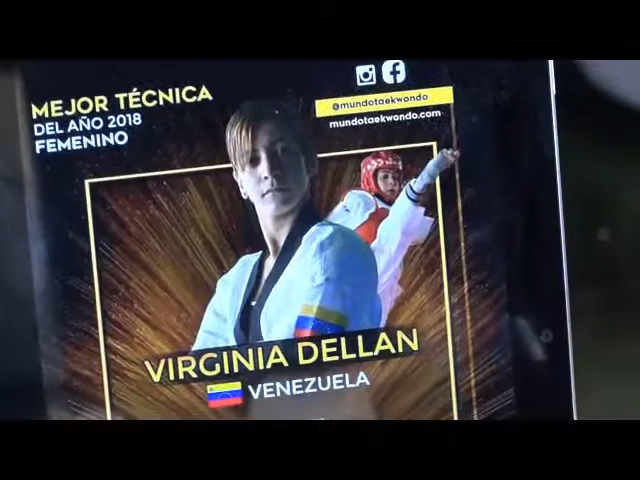 MEJOR TÉCNICA
DEL AÑO 2018
FEMENINO
@mundotaekwondo
mundotaekwondo.com
VIRGINIA DELLAN
VENEZUELA